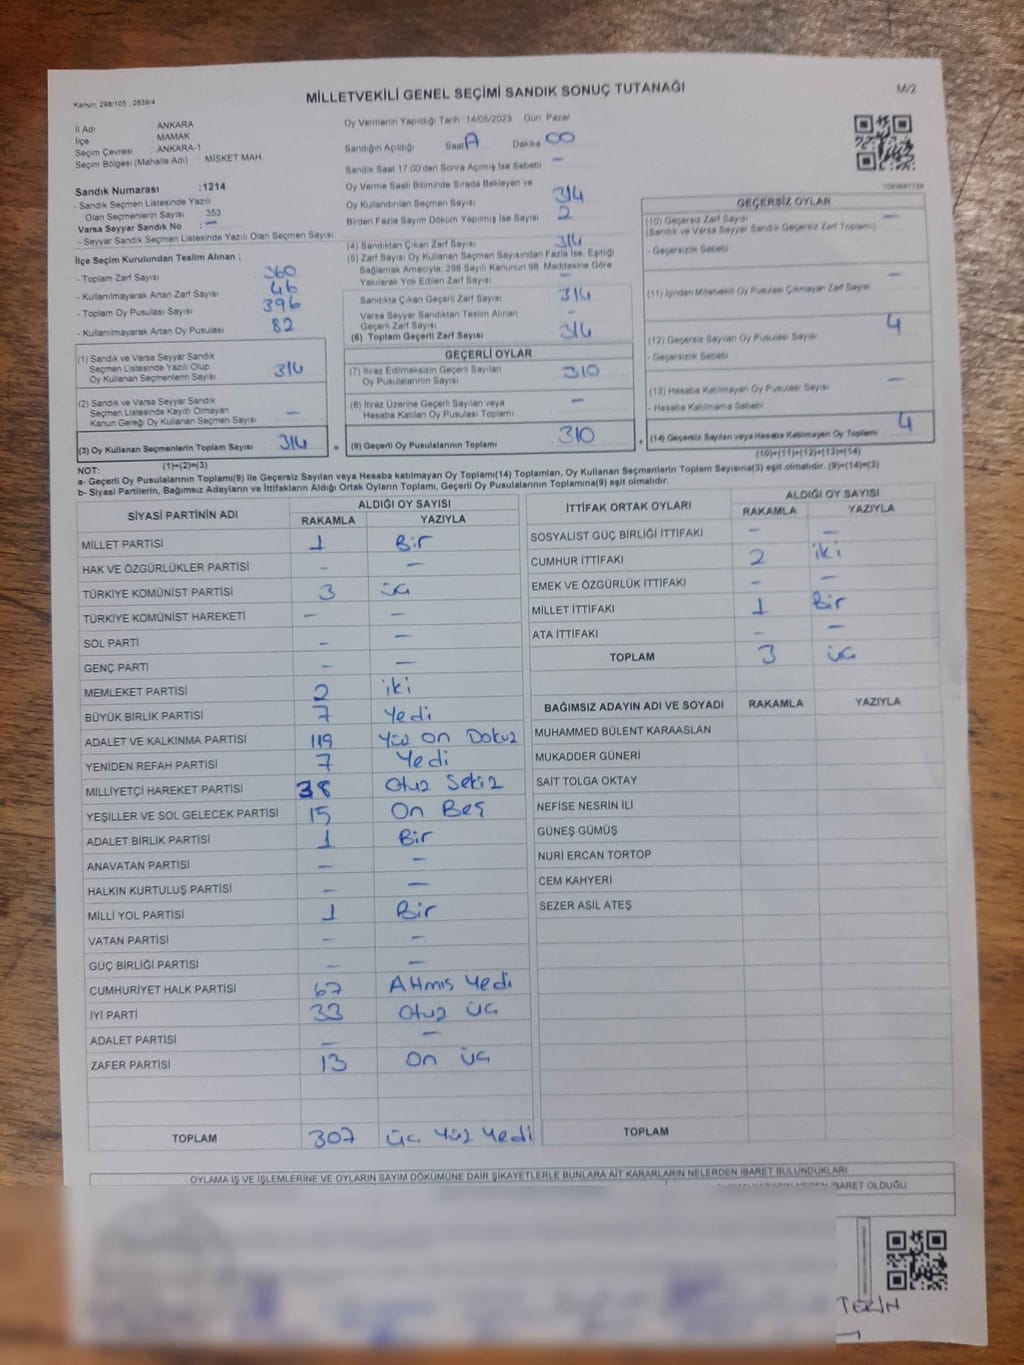 Kanun, 298/105 , 2839/4
MİLLETVEKİLİ GENEL SEÇİMİ SANDIK SONUÇ TUTANAĞI
M/2
İl Adı ANKARA
İlçe MAMAK
Seçim Çevresi : ANKARA-1
Seçim Bölgesi (Mahalle Adı) : MISKET MAH.
Sandık Numarası :1214
- Sandık Seçmen Listesinde Yazılı
Olan Seçmenlerin Sayısı 353
Varsa Seyyar Sandık No : -
- Seyyar Sandık Seçmen Listesinde Yazılı Olan Seçmen Sayısı
İlçe Seçim Kurulundan Teslim Alınan ;
- Toplam Zarf Sayısı 360
- Kullanılmayarak Artan Zarf Sayısı 46
- Toplam Oy Pusulası Sayısı 396
- Kullanılmayarak Artan Oy Pusulası 82
(1) Sandık ve Varsa Seyyar Sandık
Seçmen Listesinde Yazılı Olup
Oy Kullanan Seçmenlerin Sayısı 314
(2) Sandık ve Varsa Seyyar Sandık
Seçmen Listesinde Kayıtlı Olmayan
Kanun Gereği Oy Kullanan Seçmen Sayısı -
(3) Oy Kullanan Seçmenlerin Toplam Sayısı 314
(1)+(2)=(3)
Oy Vermenin Yapıldığı Tarih : 14/05/2023 Gün: Pazar
Sandığın Açıldığı Saat Dakika 00
Sandık Saat 17:00'den Sonra Açımış İse Sebebi -
Oy Verme Saati Bitiminde Sırada Bekleyen ve
Oy Kullandırılan Seçmen Sayısı 314
Birden Fazla Sayım Döküm Yapılmış İse Sayısı 2
(4) Sandıktan Çıkan Zarf Sayısı 314
(5) Zarf Sayısı Oy Kullanan Seçmen Sayısından Fazla İse, Eşitliği
Sağlamak Amacıyla, 298 Sayılı Kanunun 98. Maddesine Göre
Yakılarak Yok Edilen Zarf Sayısı -
Sandıkta Çıkan Geçerli Zarf Sayısı 314
Varsa Seyyar Sandıktan Teslim Alınan
Geçerli Zarf Sayısı -
(6) Toplam Geçerli Zarf Sayısı 314
GEÇERLİ OYLAR
(7) İtiraz Edilmeksizin Geçerli Sayılan
Oy Pusulalarının Sayısı 310
(8) İtiraz Üzerine Geçerli Sayılan veya
Hesaba Katılan Oy Pusulası Toplamı -
(9) Geçerli Oy Pusulalarının Toplamı 310
GEÇERSİZ OYLAR
(10) Geçersiz Zarf Sayısı -
(Sandık ve Varsa Seyyar Sandık Geçersiz Zarf Toplamı)
- Geçersizlik Sebebi
(11) İçinden Milletvekili Oy Pusulası Çıkmayan Zarf Sayısı -
(12) Geçersiz Sayılan Oy Pusulası Sayısı 4
- Geçersizlik Sebebi
(13) Hesaba Katılmayan Oy Pusulası Sayısı -
- Hesaba Katılmama Sebebi
(14) Geçersiz Sayılan veya Hesaba Katılmayan Oy Toplamı 4
(10)+(11)+(12)+(13)=(14)
NOT:
a- Geçerli Oy Pusulalarının Toplamı(9) ile Geçersiz Sayılan veya Hesaba katılmayan Oy Toplamı(14) Toplamları, Oy Kullanan Seçmenlerin Toplam Sayısına(3) eşit olmalıdır. (9)+(14)=(3)
b- Siyasi Partilerin, Bağımsız Adayların ve İttifakların Aldığı Ortak Oyların Toplamı, Geçerli Oy Pusulalarının Toplamına(9) eşit olmalıdır.
SİYASİ PARTİNİN ADI ALDIĞI OY SAYISI
RAKAMLA YAZIYLA
MİLLET PARTİSİ 1 Bir
HAK VE ÖZGÜRLÜKLER PARTİSİ - -
TÜRKİYE KOMÜNİST PARTİSİ 3 üç
TÜRKİYE KOMÜNİST HAREKETİ - -
SOL PARTİ - -
GENÇ PARTİ - -
MEMLEKET PARTİSİ 2 iki
BÜYÜK BİRLİK PARTİSİ 7 Yedi
ADALET VE KALKINMA PARTİSİ 119 Yüz On Dokuz
YENİDEN REFAH PARTİSİ 7 Yedi
MİLLİYETÇİ HAREKET PARTİSİ 38 Otuz Sekiz
YEŞİLLER VE SOL GELECEK PARTİSİ 15 On Beş
ADALET BİRLİK PARTİSİ 1 Bir
ANAVATAN PARTİSİ - -
HALKIN KURTULUŞ PARTİSİ - -
MİLLİ YOL PARTİSİ 1 Bir
VATAN PARTİSİ - -
GÜÇ BİRLİĞİ PARTİSİ - -
CUMHURİYET HALK PARTİSİ 67 Altmıs Yedi
İYİ PARTİ 33 Otuz üç
ADALET PARTİSİ - -
ZAFER PARTİSİ 13 On üç
TOPLAM 307 üç Yüz Yedi
İTTİFAK ORTAK OYLARI ALDIĞI OY SAYISI
RAKAMLA YAZIYLA
SOSYALİST GÜÇ BİRLİĞİ İTTİFAKI - -
CUMHUR İTTİFAKI 2 iki
EMEK VE ÖZGÜRLÜK İTTİFAKI - -
MİLLET İTTİFAKI 1 Bir
ATA İTTİFAKI - -
TOPLAM 3 üç
BAĞIMSIZ ADAYIN ADI VE SOYADI RAKAMLA YAZIYLA
MUHAMMED BÜLENT KARAASLAN
MUKADDER GÜNERİ
SAİT TOLGA OKTAY
NEFİSE NESRİN İLİ
GÜNEŞ GÜMÜŞ
NURİ ERCAN TORTOP
CEM KAHYERİ
SEZER ASIL ATEŞ
TOPLAM
OYLAMA İŞ VE İŞLEMLERİNE VE OYLARIN SAYIM DÖKÜMÜNE DAİR ŞİKAYETLERLE BUNLARA AİT KARARLARIN NELERDEN İBARET BULUNDUKLARI
İBARET OLDUĞU